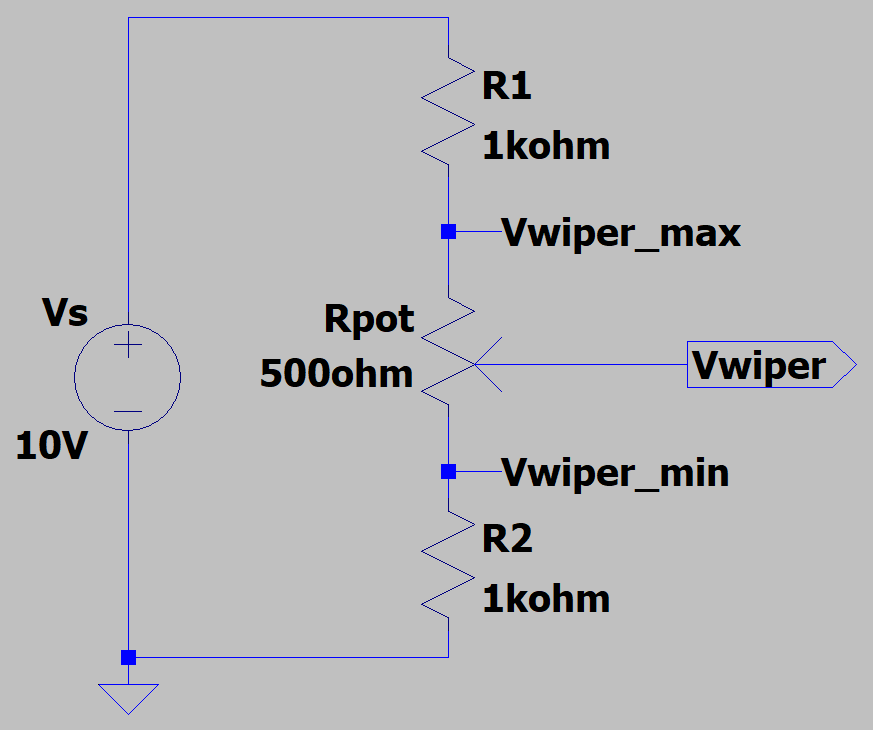 R1
1kohm
Vwiper_max
Vs
Rpot
500ohm
Vwiper
10V
Vwiper_min
R2
1kohm